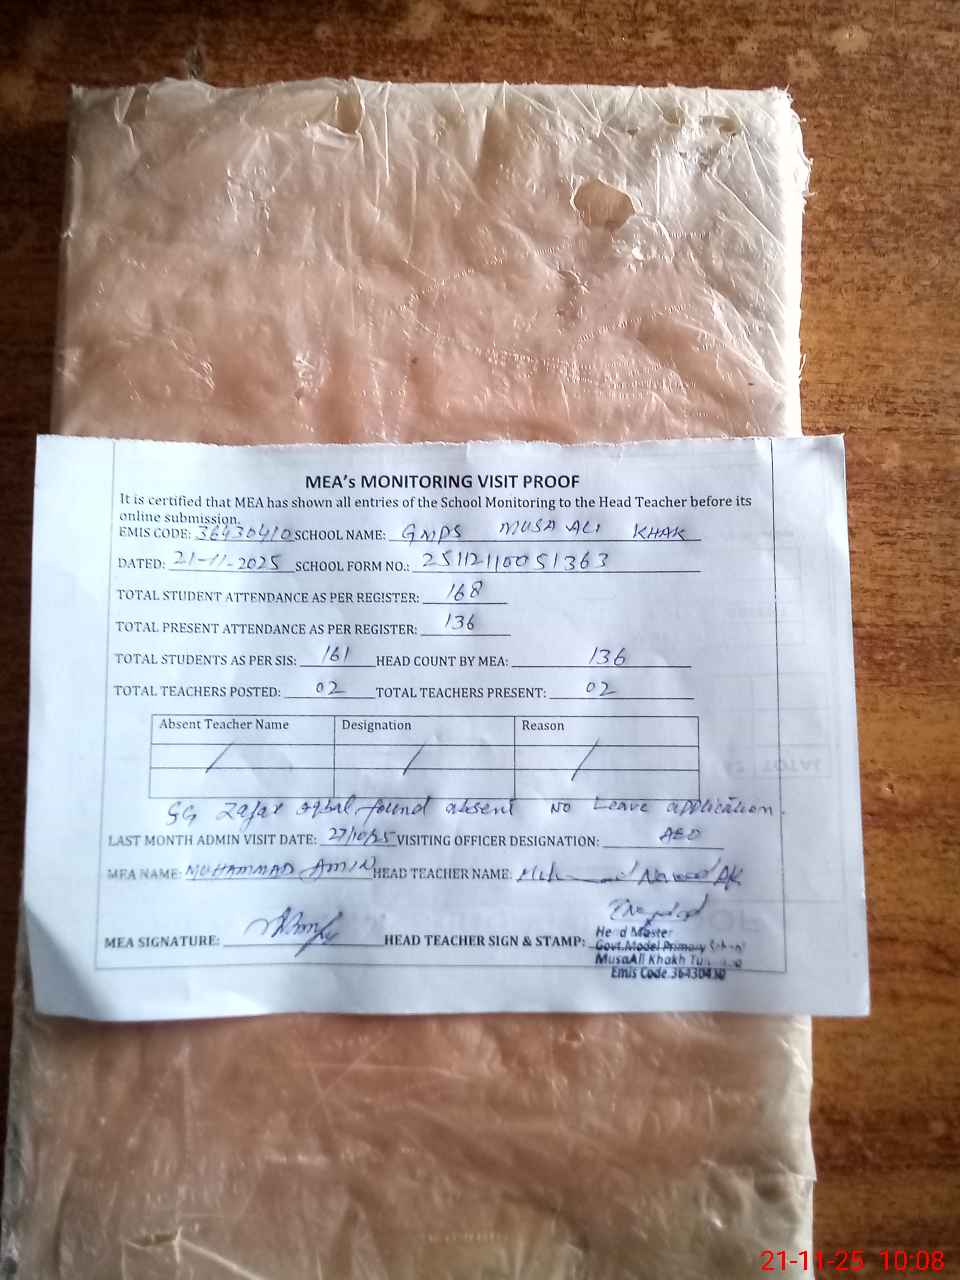 MEA's MONITORING VISIT PROOF
It is certified that MEA has shown all entries of the School Monitoring to the Head Teacher before its
online submission.
EMIS CODE: 36430410 SCHOOL NAME: GMPS MUSA ALI KHAK
DATED: 21-11-2025 SCHOOL FORM NO.: 25112110051363
TOTAL STUDENT ATTENDANCE AS PER REGISTER: 168
TOTAL PRESENT ATTENDANCE AS PER REGISTER: 136
TOTAL STUDENTS AS PER SIS: 161 HEAD COUNT BY MEA: 136
TOTAL TEACHERS POSTED: 02 TOTAL TEACHERS PRESENT: 02
Absent Teacher Name Designation Reason
SG Zafar iqbal found absent NO Leave application.
LAST MONTH ADMIN VISIT DATE: 27/10/25 VISITING OFFICER DESIGNATION: AEO
MEA NAME: MUHAMMAD AMIN HEAD TEACHER NAME:
MEA SIGNATURE: HEAD TEACHER SIGN & STAMP:
Head Master
Govt. Model Primary School
MusaAli Khakh
Emis Code.36430410
21-11-25 10:08